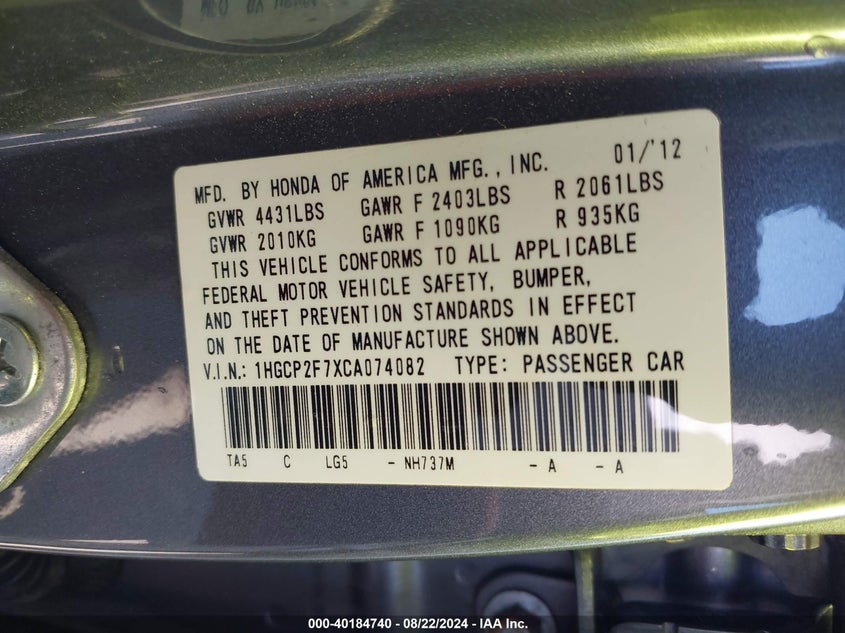 MFD. BY HONDA OF AMERICA MFG., INC. 01/'12
GVWR 4431LBS GAWR F 2403LBS R 2061LBS
GVWR 2010KG GAWR F 1090KG R 935KG
THIS VEHICLE CONFORMS TO ALL APPLICABLE
FEDERAL MOTOR VEHICLE SAFETY, BUMPER,
AND THEFT PREVENTION STANDARDS IN EFFECT
ON THE DATE OF MANUFACTURE SHOWN ABOVE.
V.I.N.: 1HGCP2F7XCA074082 TYPE: PASSENGER CAR
TA5 C LG5 - NH737M - A - A
000-40184740 - 08/22/2024 - IAA Inc.